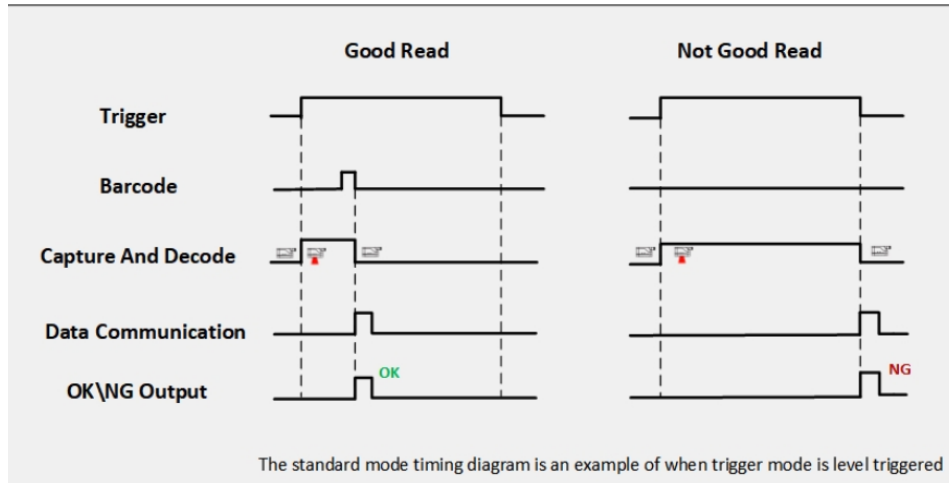 Good Read
Not Good Read
Trigger
Barcode
Capture And Decode
Data Communication
OK\NG Output
OK
NG
The standard mode timing diagram is an example of when trigger mode is level triggered